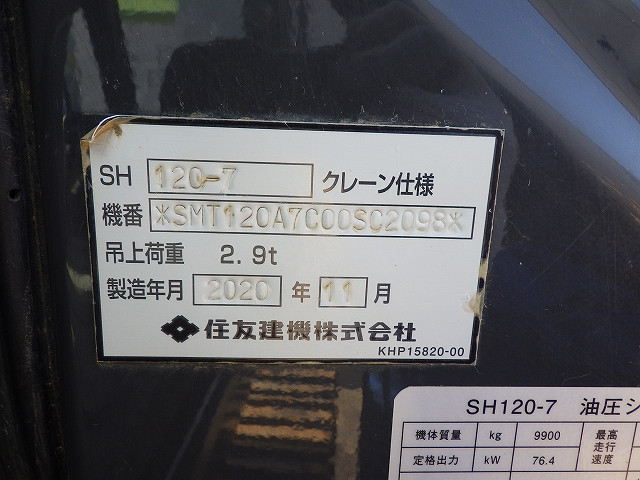 SH 120-7 クレーン仕様
機番 *SMT120A7C00SC2098*
吊上荷重 2.9t
製造年月 2020 年 11 月
住友建機株式会社
KHP15820-00
SH120-7 油圧シ
機体質量 kg 9900 最高走行速度
定格出力 kW 76.4